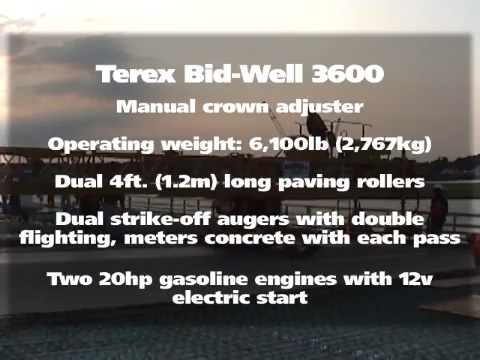 Terex Bid-Well 3600
Manual crown adjuster
Operating weight: 6,100lb (2,767kg)
Dual 4ft. (1.2m) long paving rollers
Dual strike-off augers with double
flighting, meters concrete with each pass
Two 20hp gasoline engines with 12v
electric start